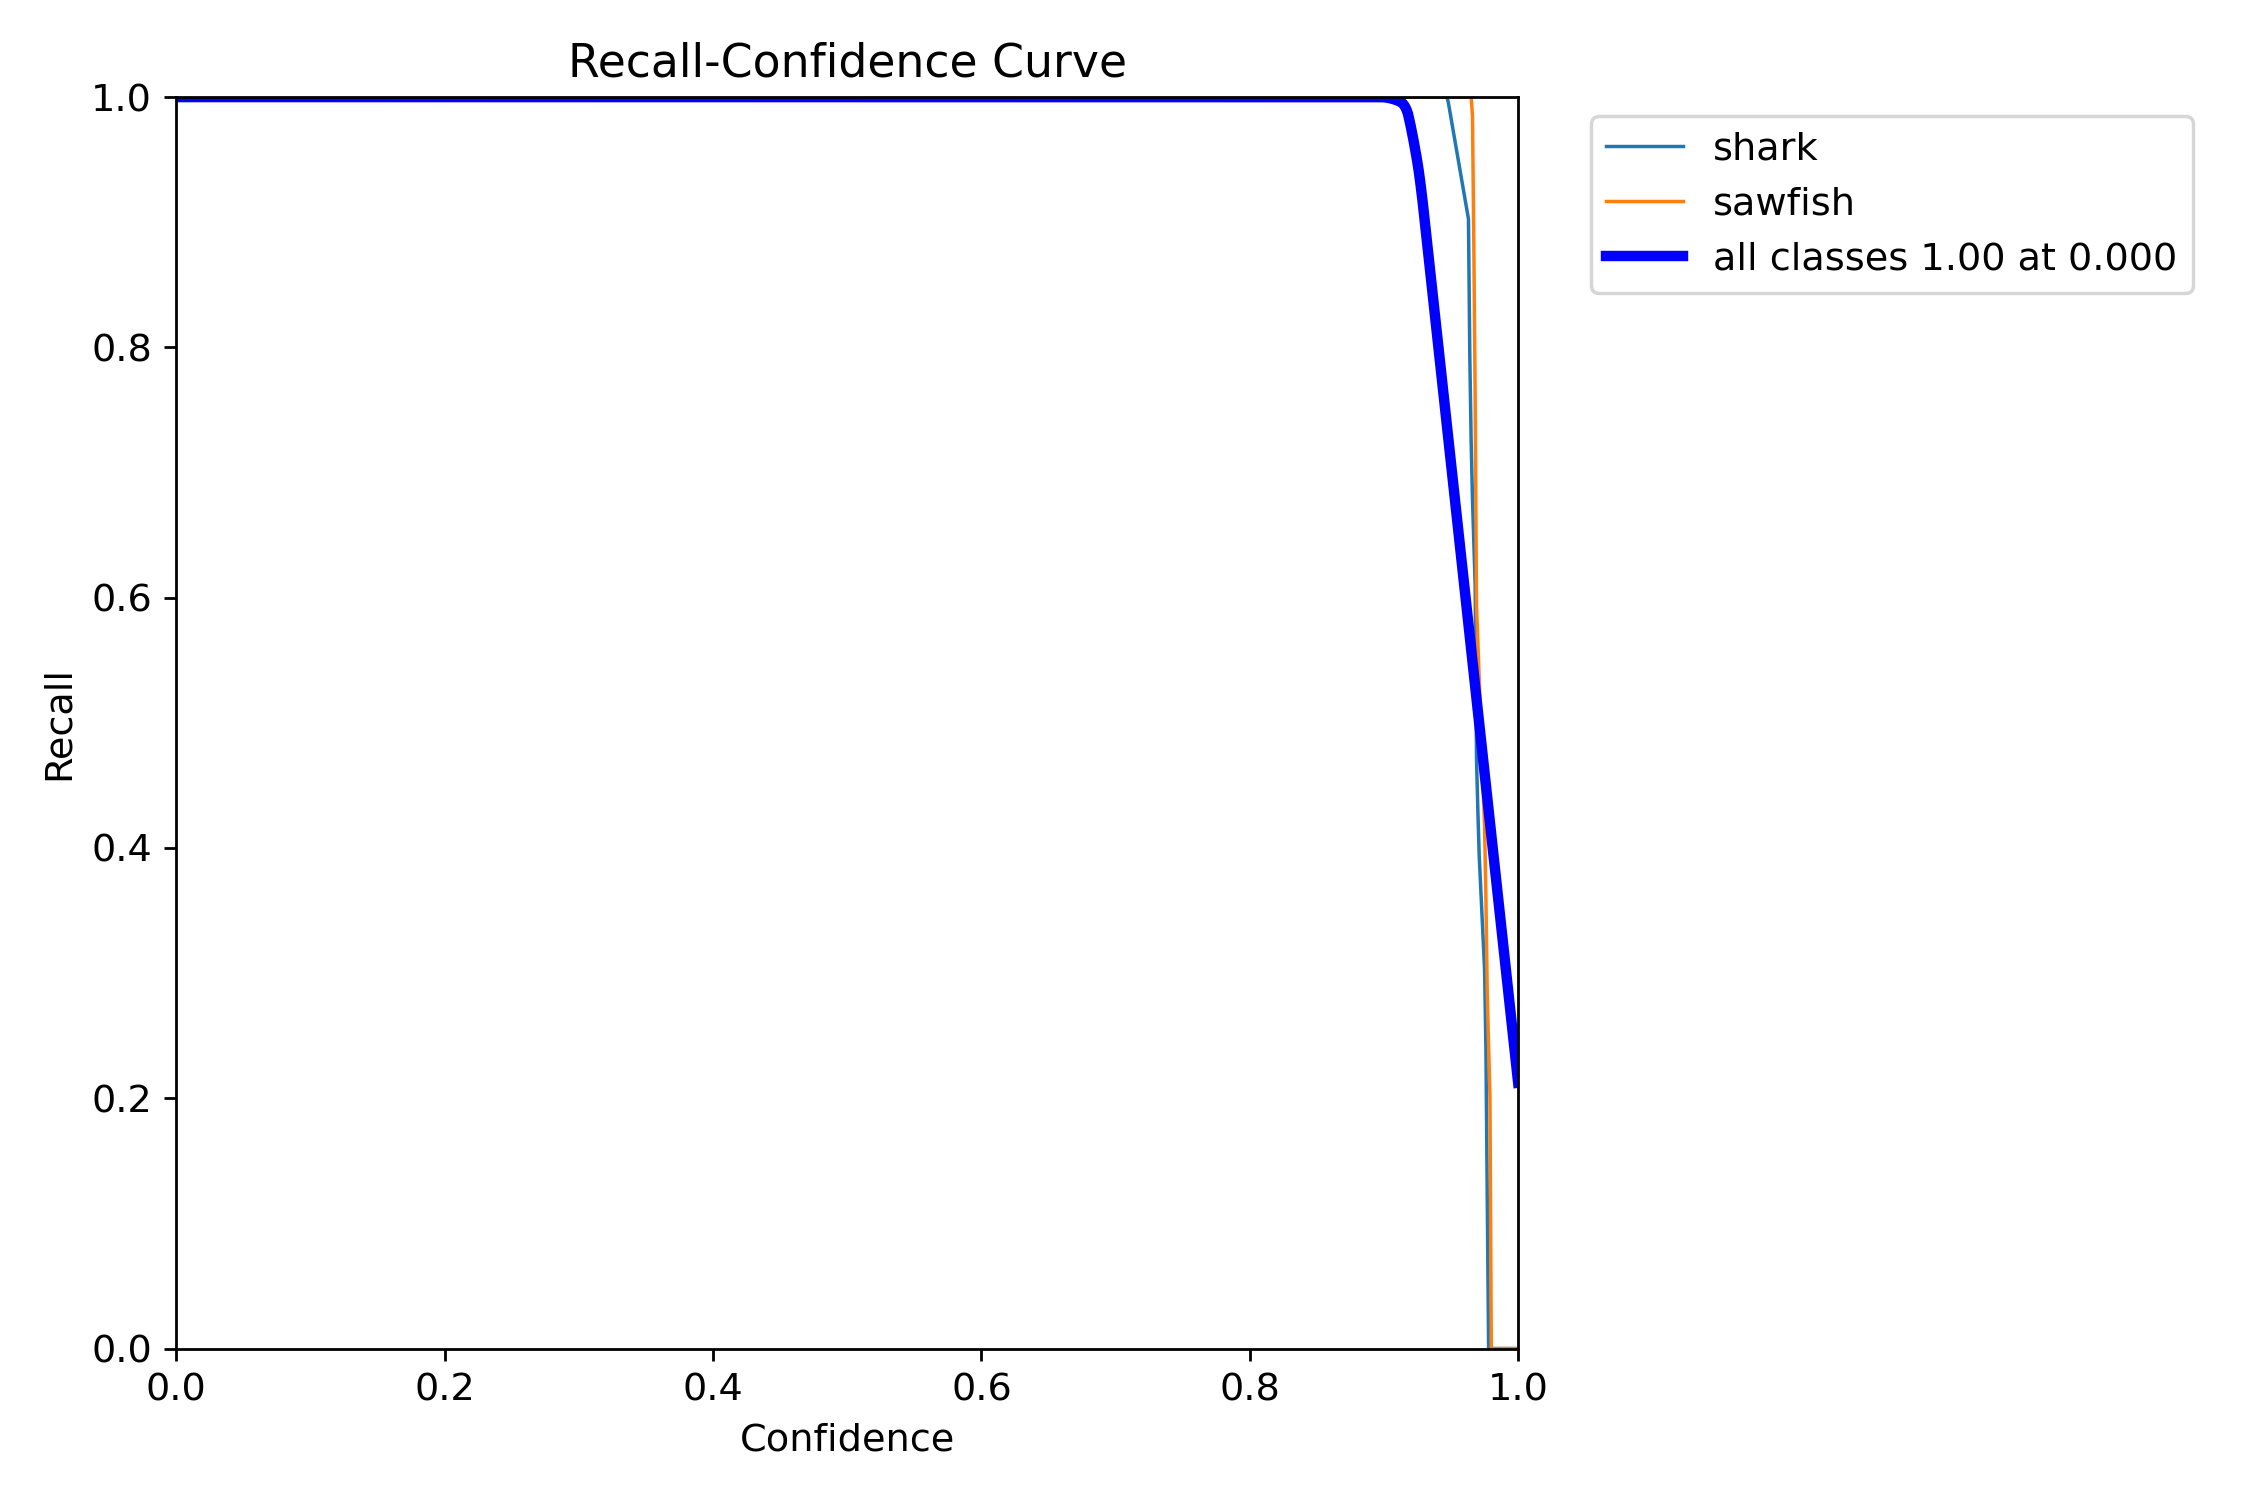 Recall-Confidence Curve
1.0
0.8
0.6
0.4
0.2
0.0
Recall
0.0 0.2 0.4 0.6 0.8 1.0
Confidence
shark
sawfish
all classes 1.00 at 0.000